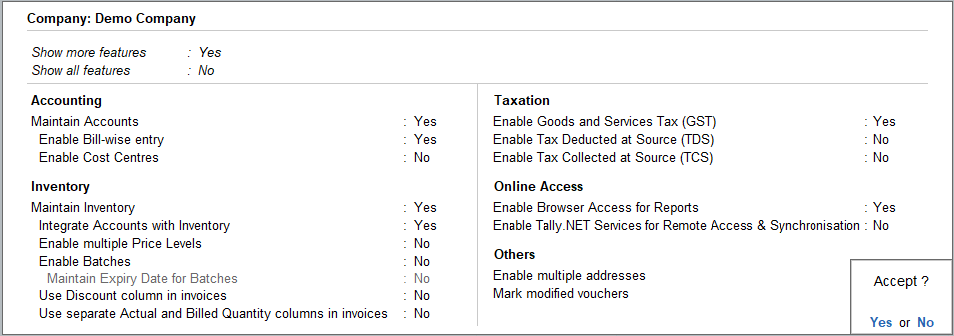 Company: Demo Company
Show more features : Yes
Show all features : No
Accounting
Maintain Accounts : Yes
Enable Bill-wise entry : Yes
Enable Cost Centres : No
Inventory
Maintain Inventory : Yes
Integrate Accounts with Inventory : Yes
Enable multiple Price Levels : No
Enable Batches : No
Maintain Expiry Date for Batches : No
Use Discount column in invoices : No
Use separate Actual and Billed Quantity columns in invoices : No
Taxation
Enable Goods and Services Tax (GST) : Yes
Enable Tax Deducted at Source (TDS) : No
Enable Tax Collected at Source (TCS) : No
Online Access
Enable Browser Access for Reports : Yes
Enable Tally.NET Services for Remote Access & Synchronisation : No
Others
Enable multiple addresses
Mark modified vouchers
Accept ?
Yes or No